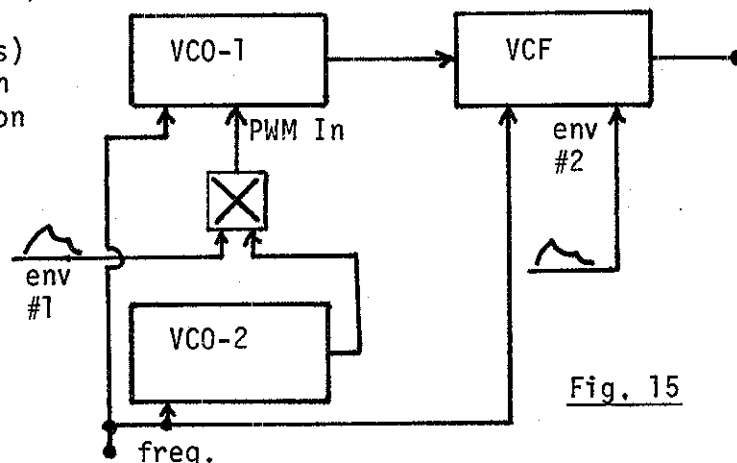 s)
n
on
VCO-1
VCF
PWM In
env
#2
env
#1
VCO-2
freq.
Fig. 15